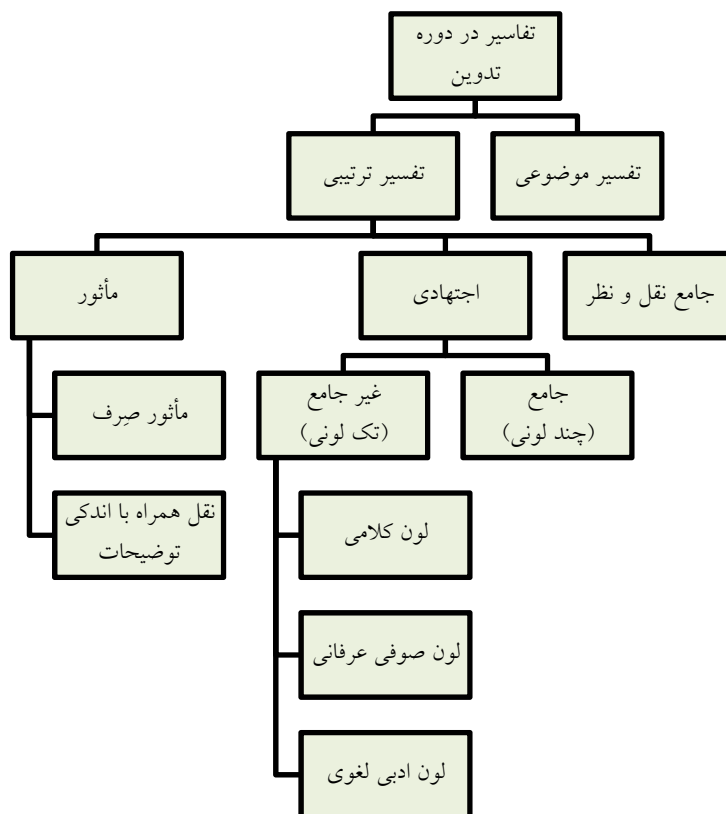 تفاسیر در دوره
تدوین
تفسیر موضوعی
تفسیر ترتیبی
جامع نقل و نظر
اجتهادی
مأثور
جامع
(چند لونی)
غیر جامع
(تک لونی)
مأثور صِرف
نقل همراه با اندکی
توضیحات
لون کلامی
لون صوفی عرفانی
لون ادبی لغوی